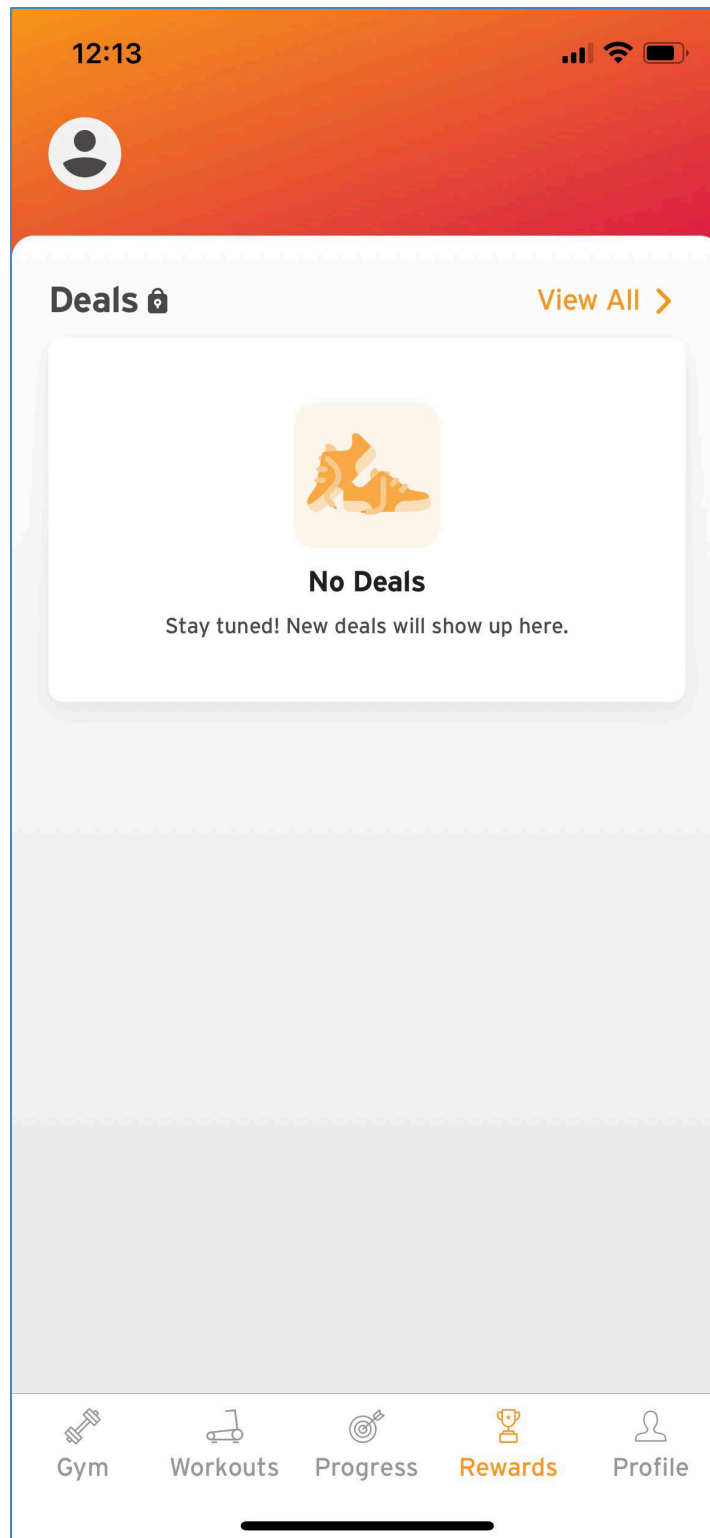 12:13
Deals
View All
No Deals
Stay tuned! New deals will show up here.
Gym
Workouts
Progress
Rewards
Profile